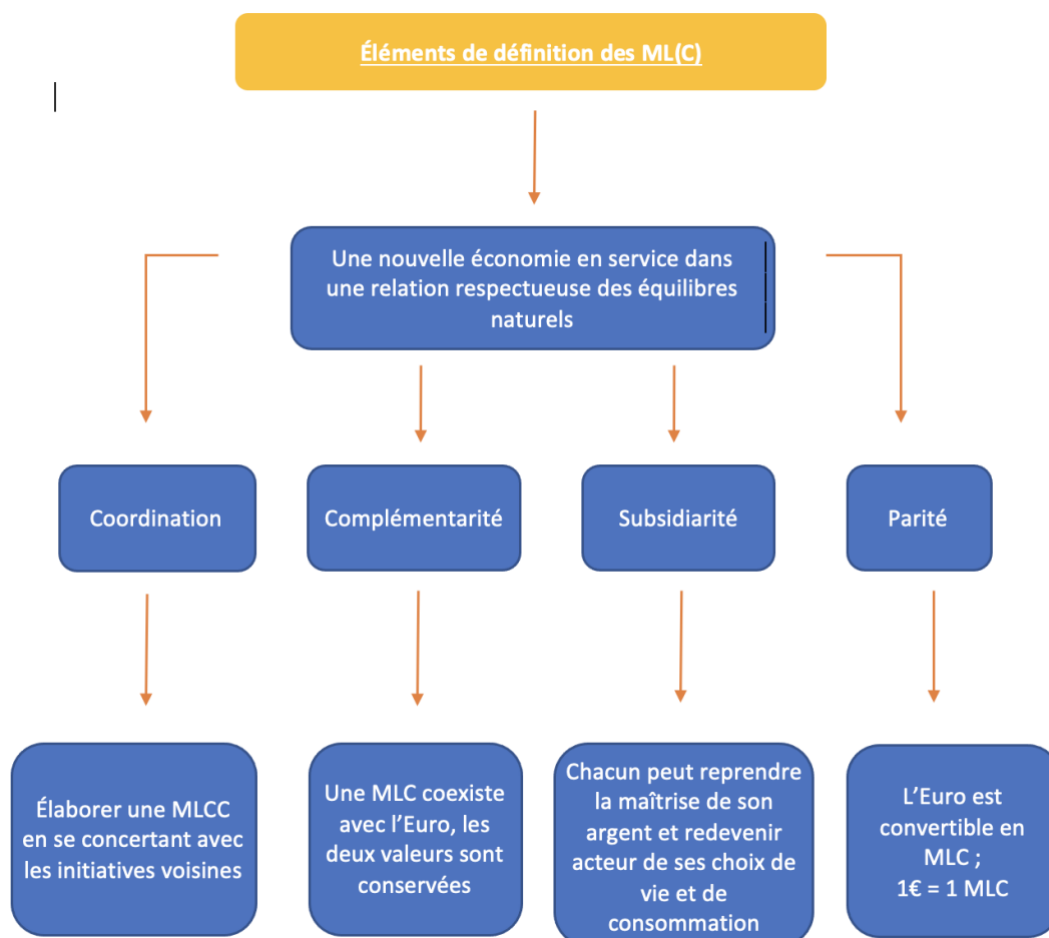 Éléments de définition des ML(C)
Une nouvelle économie en service dans
une relation respectueuse des équilibres
naturels
Coordination
Complémentarité
Subsidiarité
Parité
Élaborer une MLCC
en se concertant avec
les initiatives voisines
Une MLC coexiste
avec l’Euro, les
deux valeurs sont
conservées
Chacun peut reprendre
la maîtrise de son
argent et redevenir
acteur de ses choix de
vie et de
consommation
L’Euro est
convertible en
MLC ;
1€ = 1 MLC